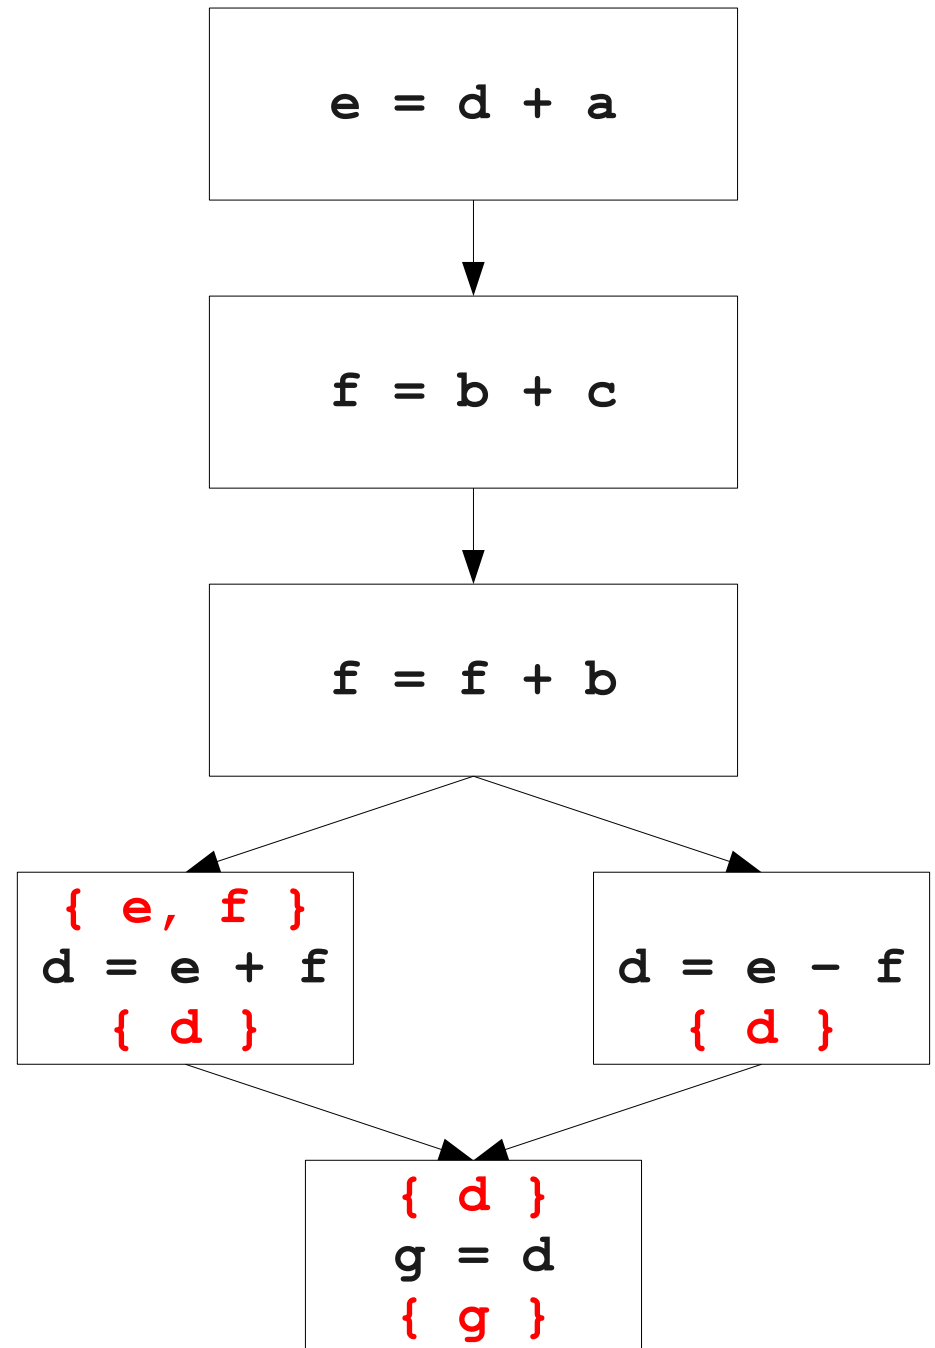 e = d + a
f = b + c
f = f + b
{ e, f }
d = e + f
{ d }
d = e - f
{ d }
{ d }
g = d
{ g }